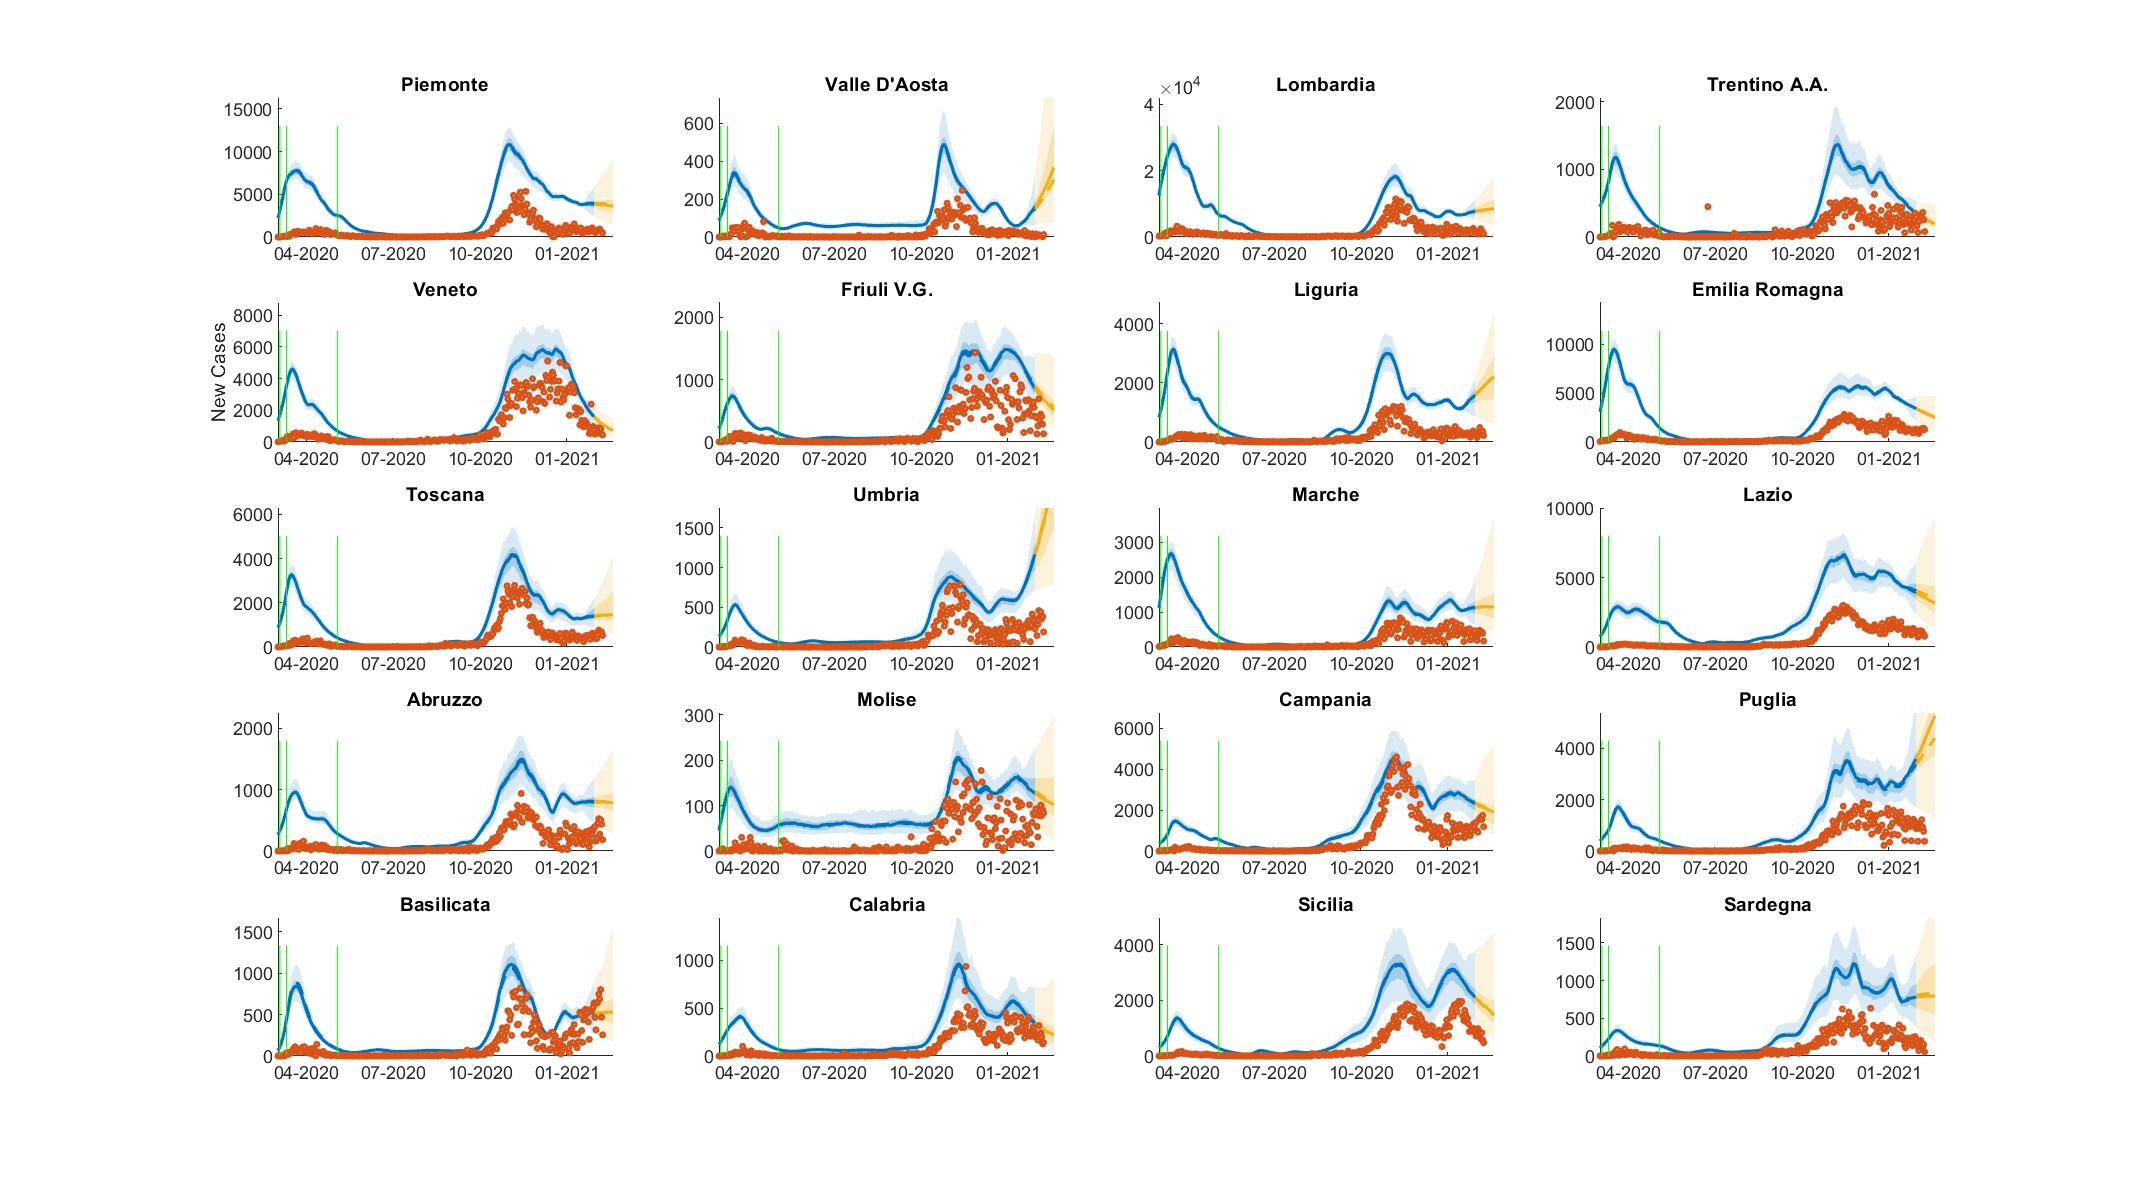 Piemonte
15000
10000
5000
0
04-2020 07-2020 10-2020 01-2021
Valle D'Aosta
600
400
200
0
04-2020 07-2020 10-2020 01-2021
Lombardia
×10^4
4
2
0
04-2020 07-2020 10-2020 01-2021
Trentino A.A.
2000
1000
0
04-2020 07-2020 10-2020 01-2021
Veneto
New Cases
8000
6000
4000
2000
0
04-2020 07-2020 10-2020 01-2021
Friuli V.G.
2000
1000
0
04-2020 07-2020 10-2020 01-2021
Liguria
4000
2000
0
04-2020 07-2020 10-2020 01-2021
Emilia Romagna
10000
5000
0
04-2020 07-2020 10-2020 01-2021
Toscana
6000
4000
2000
0
04-2020 07-2020 10-2020 01-2021
Umbria
1500
1000
500
0
04-2020 07-2020 10-2020 01-2021
Marche
3000
2000
1000
0
04-2020 07-2020 10-2020 01-2021
Lazio
10000
5000
0
04-2020 07-2020 10-2020 01-2021
Abruzzo
2000
1000
0
04-2020 07-2020 10-2020 01-2021
Molise
300
200
100
0
04-2020 07-2020 10-2020 01-2021
Campania
6000
4000
2000
0
04-2020 07-2020 10-2020 01-2021
Puglia
4000
2000
0
04-2020 07-2020 10-2020 01-2021
Basilicata
1500
1000
500
0
04-2020 07-2020 10-2020 01-2021
Calabria
1000
500
0
04-2020 07-2020 10-2020 01-2021
Sicilia
4000
2000
0
04-2020 07-2020 10-2020 01-2021
Sardegna
1500
1000
500
0
04-2020 07-2020 10-2020 01-2021